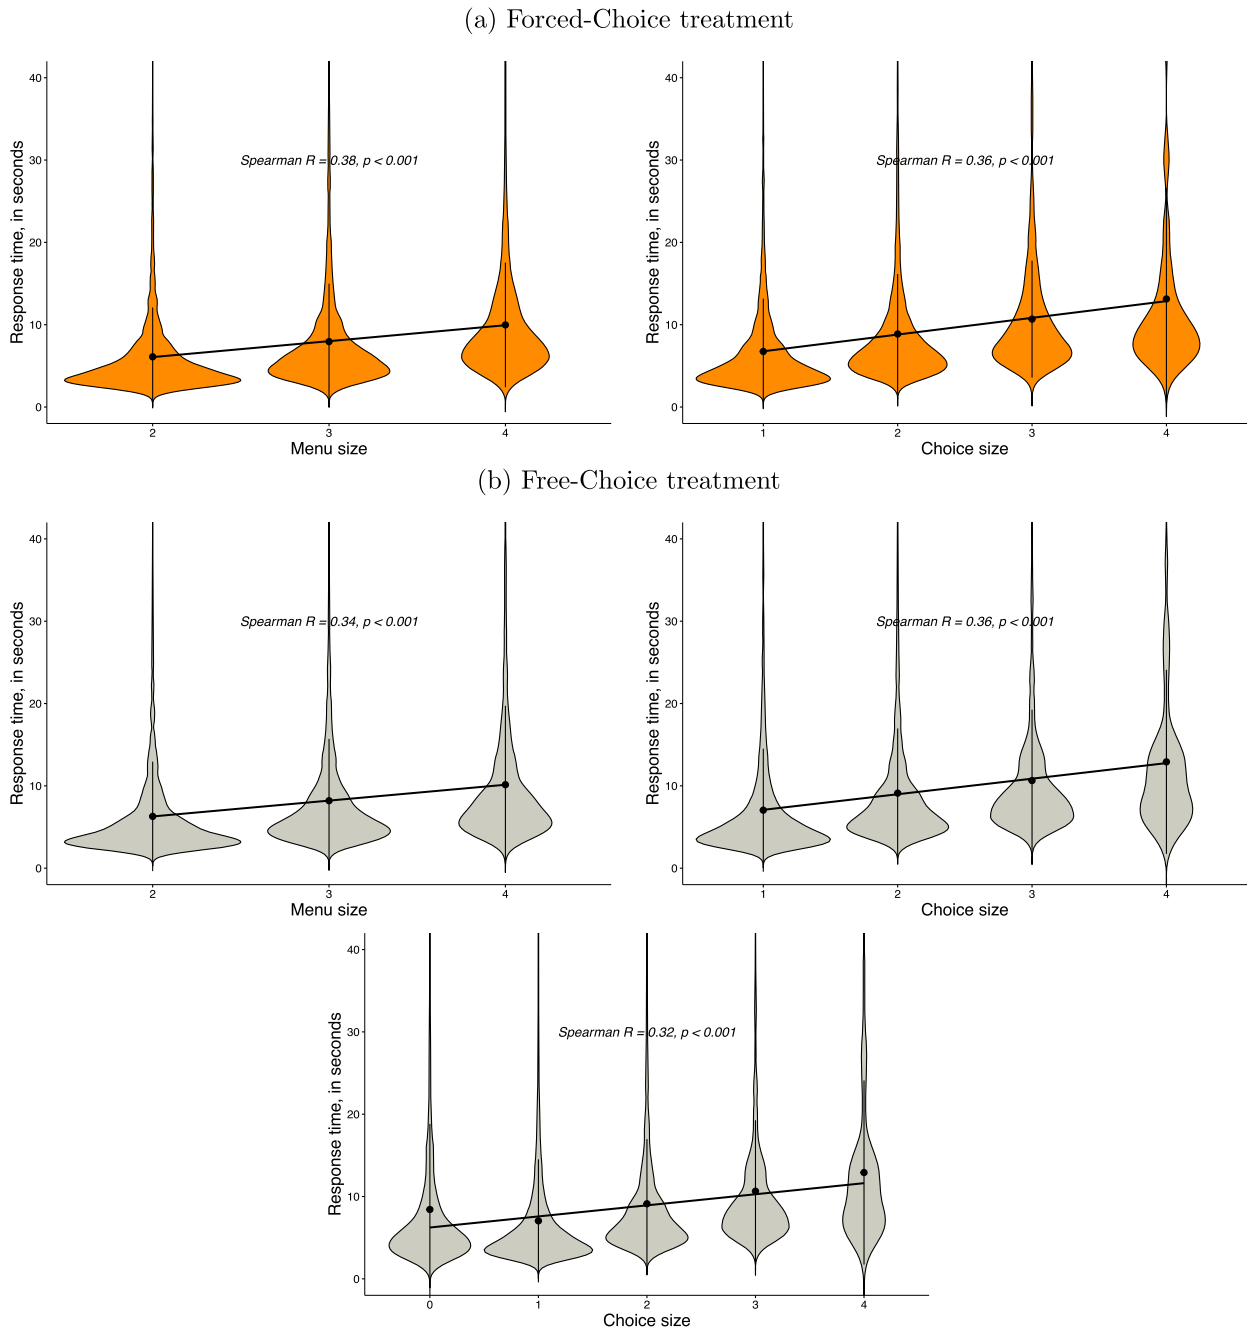 (a) Forced-Choice treatment
Response time, in seconds
40
30
20
10
0
Spearman R = 0.38, p < 0.001
2 3 4
Menu size
Response time, in seconds
40
30
20
10
0
Spearman R = 0.36, p < 0.001
1 2 3 4
Choice size
(b) Free-Choice treatment
Response time, in seconds
40
30
20
10
0
Spearman R = 0.34, p < 0.001
2 3 4
Menu size
Response time, in seconds
40
30
20
10
0
Spearman R = 0.36, p < 0.001
1 2 3 4
Choice size
Response time, in seconds
40
30
20
10
0
Spearman R = 0.32, p < 0.001
0 1 2 3 4
Choice size